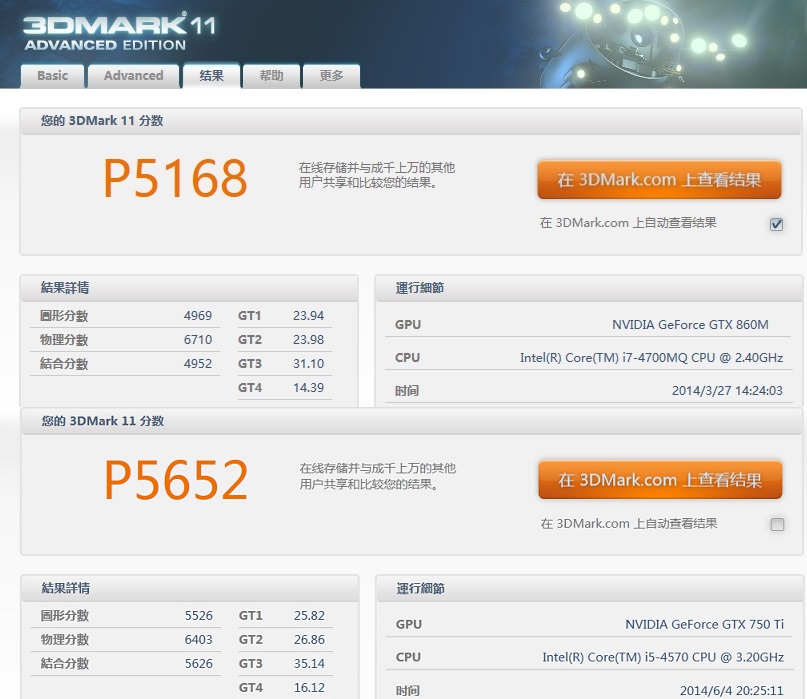 3DMARK® 11
ADVANCED EDITION
Basic Advanced 结果 帮助 更多
您的 3DMark 11 分数
P5168
在线存储并与成千上万的其他
用户共享和比较您的结果。
在 3DMark.com 上查看结果
在 3DMark.com 上自动查看结果
結果詳情
圖形分數 4969 GT1 23.94
物理分數 6710 GT2 23.98
結合分數 4952 GT3 31.10
GT4 14.39
運行細節
GPU NVIDIA GeForce GTX 860M
CPU Intel(R) Core(TM) i7-4700MQ CPU @ 2.40GHz
时间 2014/3/27 14:24:03
您的 3DMark 11 分数
P5652
在线存储并与成千上万的其他
用户共享和比较您的结果。
在 3DMark.com 上查看结果
在 3DMark.com 上自动查看结果
結果詳情
圖形分數 5526 GT1 25.82
物理分數 6403 GT2 26.86
結合分數 5626 GT3 35.14
GT4 16.12
運行細節
GPU NVIDIA GeForce GTX 750 Ti
CPU Intel(R) Core(TM) i5-4570 CPU @ 3.20GHz
时间 2014/6/4 20:25:11